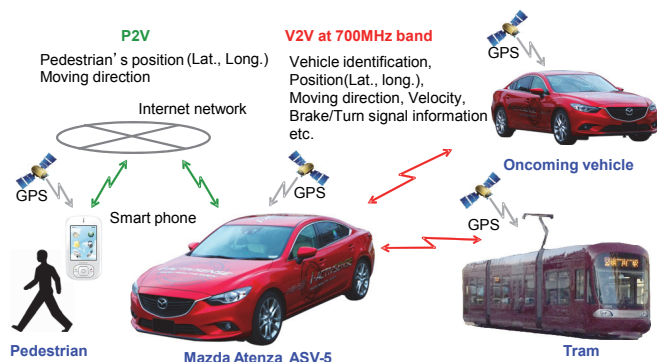 P2V
Pedestrian's position (Lat., Long.)
Moving direction
Internet network
V2V at 700MHz band
Vehicle identification,
Position(Lat., long.),
Moving direction, Velocity,
Brake/Turn signal information
etc.
GPS
Oncoming vehicle
GPS
GPS
GPS
Smart phone
Pedestrian
Mazda Atenza ASV-5
Tram